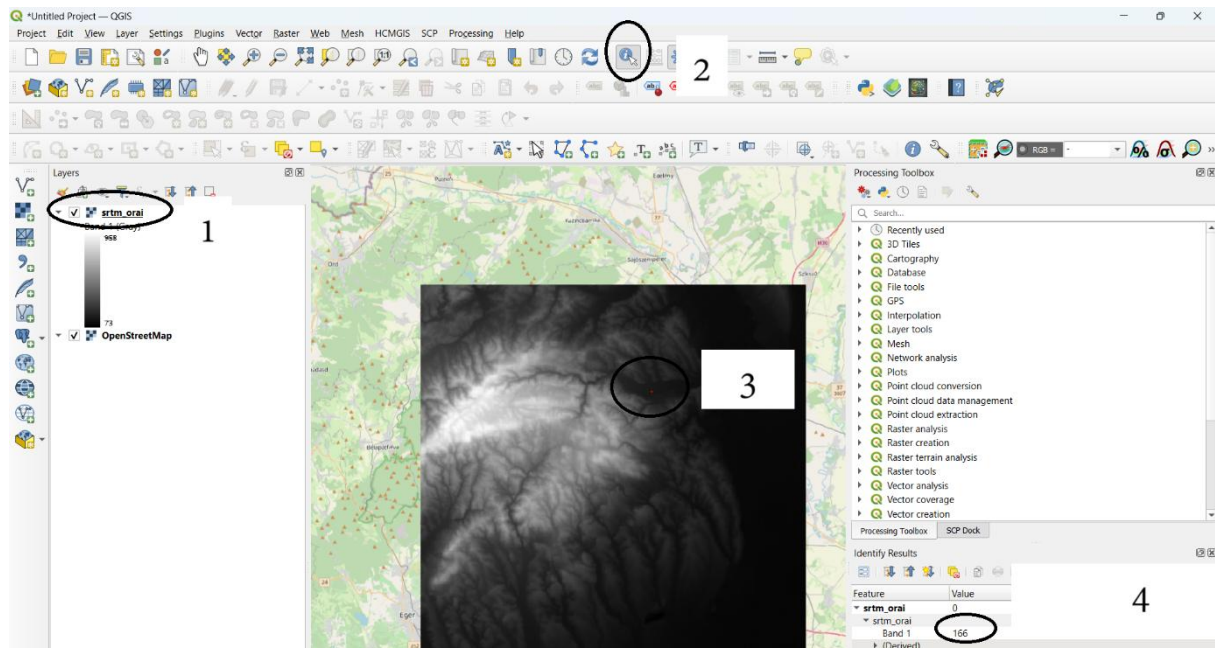 *Untitled Project — QGIS
Project Edit View Layer Settings Plugins Vector Raster Web Mesh HCMGIS SCP Processing Help
2
RGB =
Layers
srtm_orai
Band 1 (Gray)
958
73
OpenStreetMap
1
Eger
3
Processing Toolbox
Search...
Recently used
3D Tiles
Cartography
Database
File tools
GPS
Interpolation
Layer tools
Mesh
Network analysis
Plots
Point cloud conversion
Point cloud data management
Point cloud extraction
Raster analysis
Raster creation
Raster terrain analysis
Raster tools
Vector analysis
Vector coverage
Vector creation
Processing Toolbox SCP Dock
Identify Results
4
Feature Value
srtm_orai 0
srtm_orai
Band 1 166
(Derived)